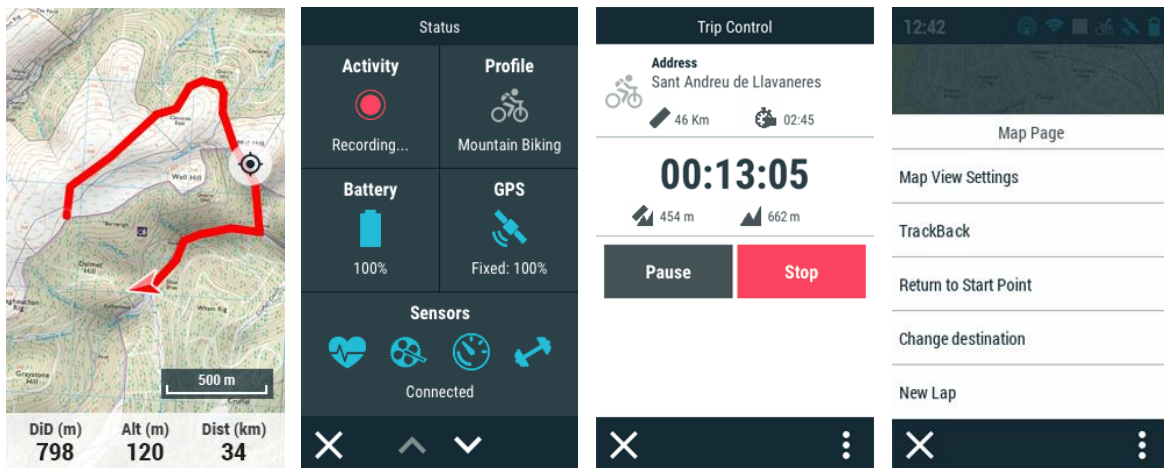 Well Hill
500 m
DiD (m) Alt (m) Dist (km)
798 120 34
Status
Activity Profile
Recording... Mountain Biking
Battery GPS
100% Fixed: 100%
Sensors
Connected
Trip Control
Address
Sant Andreu de Llavaneres
46 Km 02:45
00:13:05
454 m 662 m
Pause Stop
12:42
Map Page
Map View Settings
TrackBack
Return to Start Point
Change destination
New Lap